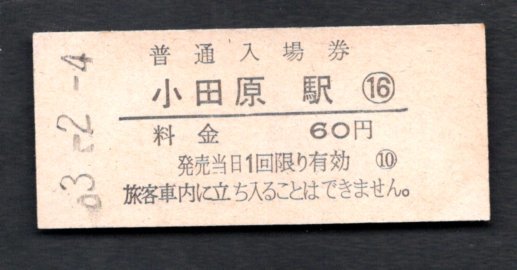 普通入場券
小田原駅 ⑯
料金 60円
発売当日1回限り有効 ⑩
旅客車内に立ち入ることはできません。